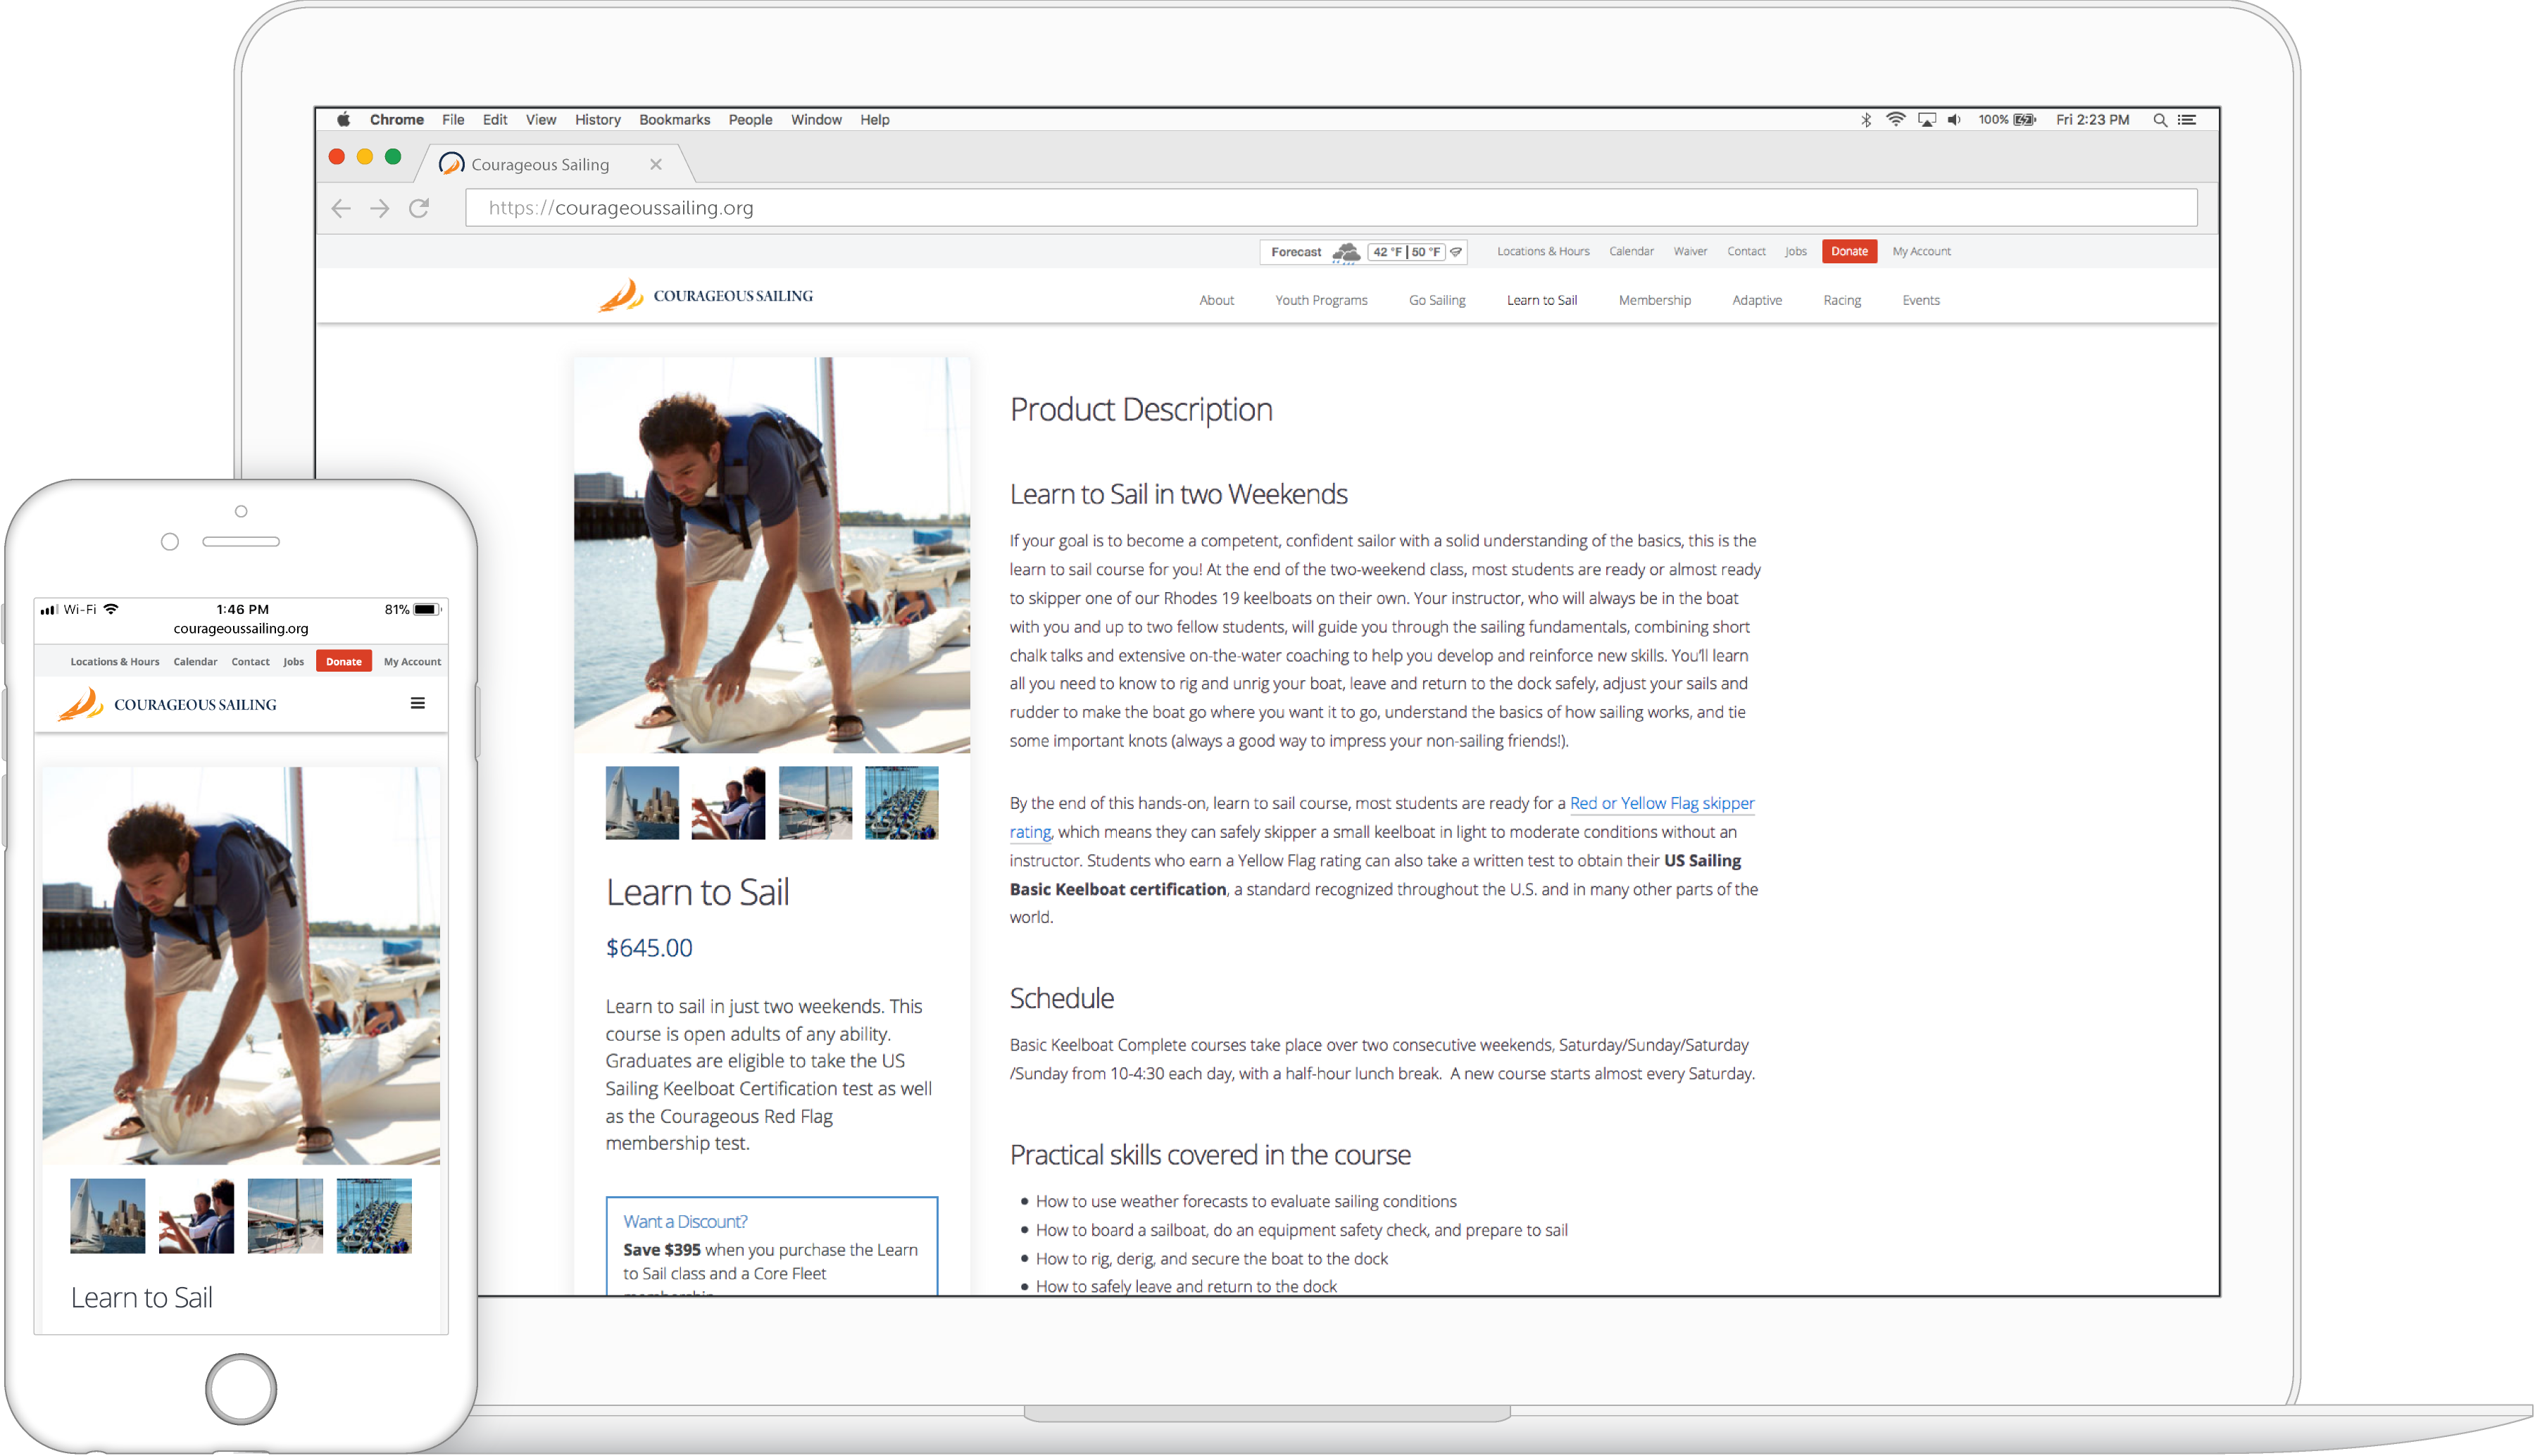 Chrome File Edit View History Bookmarks People Window Help 100% Fri 2:23 PM
Courageous Sailing
https://courageoussailing.org
Forecast 42 °F | 50 °F Locations & Hours Calendar Waiver Contact Jobs Donate My Account
COURAGEOUS SAILING About Youth Programs Go Sailing Learn to Sail Membership Adaptive Racing Events
Learn to Sail
$645.00
Learn to sail in just two weekends. This
course is open adults of any ability.
Graduates are eligible to take the US
Sailing Keelboat Certification test as well
as the Courageous Red Flag
membership test.
Want a Discount?
Save $395 when you purchase the Learn
to Sail class and a Core Fleet
membership
Product Description
Learn to Sail in two Weekends
If your goal is to become a competent, confident sailor with a solid understanding of the basics, this is the
learn to sail course for you! At the end of the two-weekend class, most students are ready or almost ready
to skipper one of our Rhodes 19 keelboats on their own. Your instructor, who will always be in the boat
with you and up to two fellow students, will guide you through the sailing fundamentals, combining short
chalk talks and extensive on-the-water coaching to help you develop and reinforce new skills. You'll learn
all you need to know to rig and unrig your boat, leave and return to the dock safely, adjust your sails and
rudder to make the boat go where you want it to go, understand the basics of how sailing works, and tie
some important knots (always a good way to impress your non-sailing friends!).
By the end of this hands-on, learn to sail course, most students are ready for a Red or Yellow Flag skipper
rating, which means they can safely skipper a small keelboat in light to moderate conditions without an
instructor. Students who earn a Yellow Flag rating can also take a written test to obtain their US Sailing
Basic Keelboat certification, a standard recognized throughout the U.S. and in many other parts of the
world.
Schedule
Basic Keelboat Complete courses take place over two consecutive weekends, Saturday/Sunday/Saturday
/Sunday from 10-4:30 each day, with a half-hour lunch break. A new course starts almost every Saturday.
Practical skills covered in the course
• How to use weather forecasts to evaluate sailing conditions
• How to board a sailboat, do an equipment safety check, and prepare to sail
• How to rig, derig, and secure the boat to the dock
• How to safely leave and return to the dock
Wi-Fi 1:46 PM 81%
courageoussailing.org
Locations & Hours Calendar Contact Jobs Donate My Account
COURAGEOUS SAILING
Learn to Sail